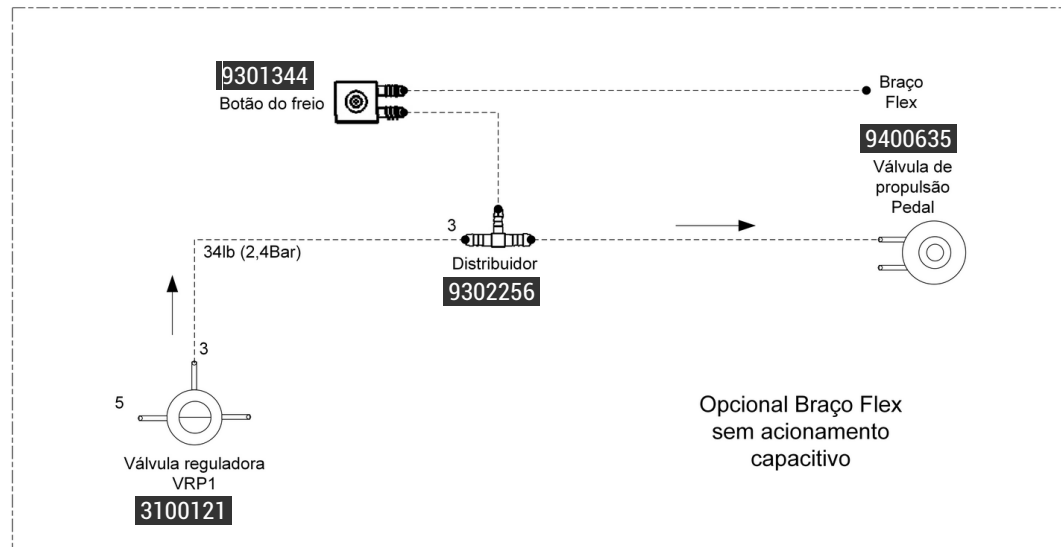 9301344
Botão do freio
Braço
Flex
9400635
Válvula de
propulsão
Pedal
3
34lb (2,4Bar)
Distribuidor
9302256
3
5
Válvula reguladora
VRP1
3100121
Opcional Braço Flex
sem acionamento
capacitivo